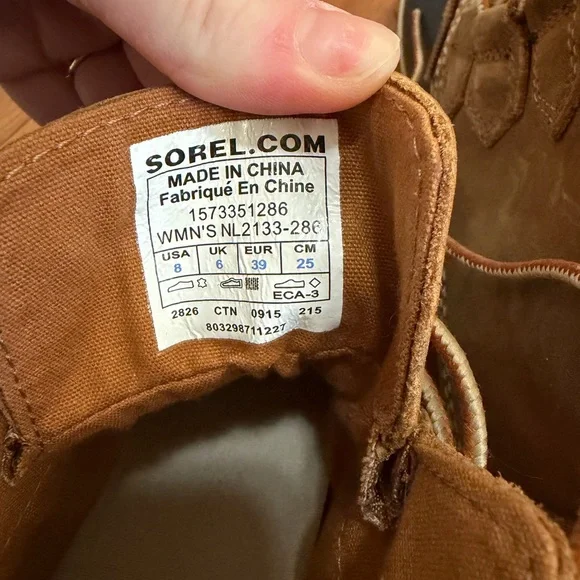 SOREL.COM
MADE IN CHINA
Fabriqué En Chine
1573351286
WMN'S NL2133-286
USA UK EUR CM
8 6 39 25
ECA-3
2826 CTN 0915 215
803298711227